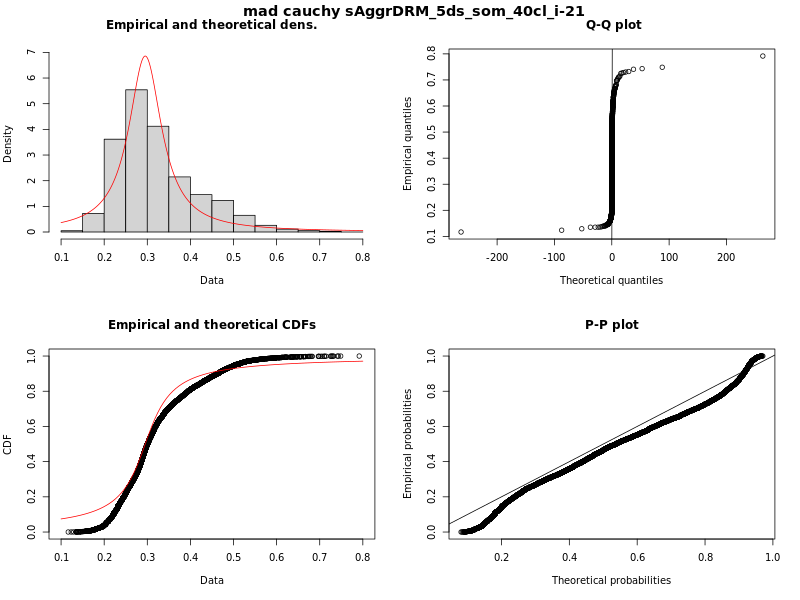 mad cauchy sAggrDRM_5ds_som_40cl_i-21
Empirical and theoretical dens.
Density
0 1 2 3 4 5 6 7
0.1 0.2 0.3 0.4 0.5 0.6 0.7 0.8
Data
Q-Q plot
Empirical quantiles
0.1 0.2 0.3 0.4 0.5 0.6 0.7 0.8
-200 -100 0 100 200
Theoretical quantiles
Empirical and theoretical CDFs
CDF
0.0 0.2 0.4 0.6 0.8 1.0
0.1 0.2 0.3 0.4 0.5 0.6 0.7 0.8
Data
P-P plot
Empirical probabilities
0.0 0.2 0.4 0.6 0.8 1.0
0.2 0.4 0.6 0.8 1.0
Theoretical probabilities